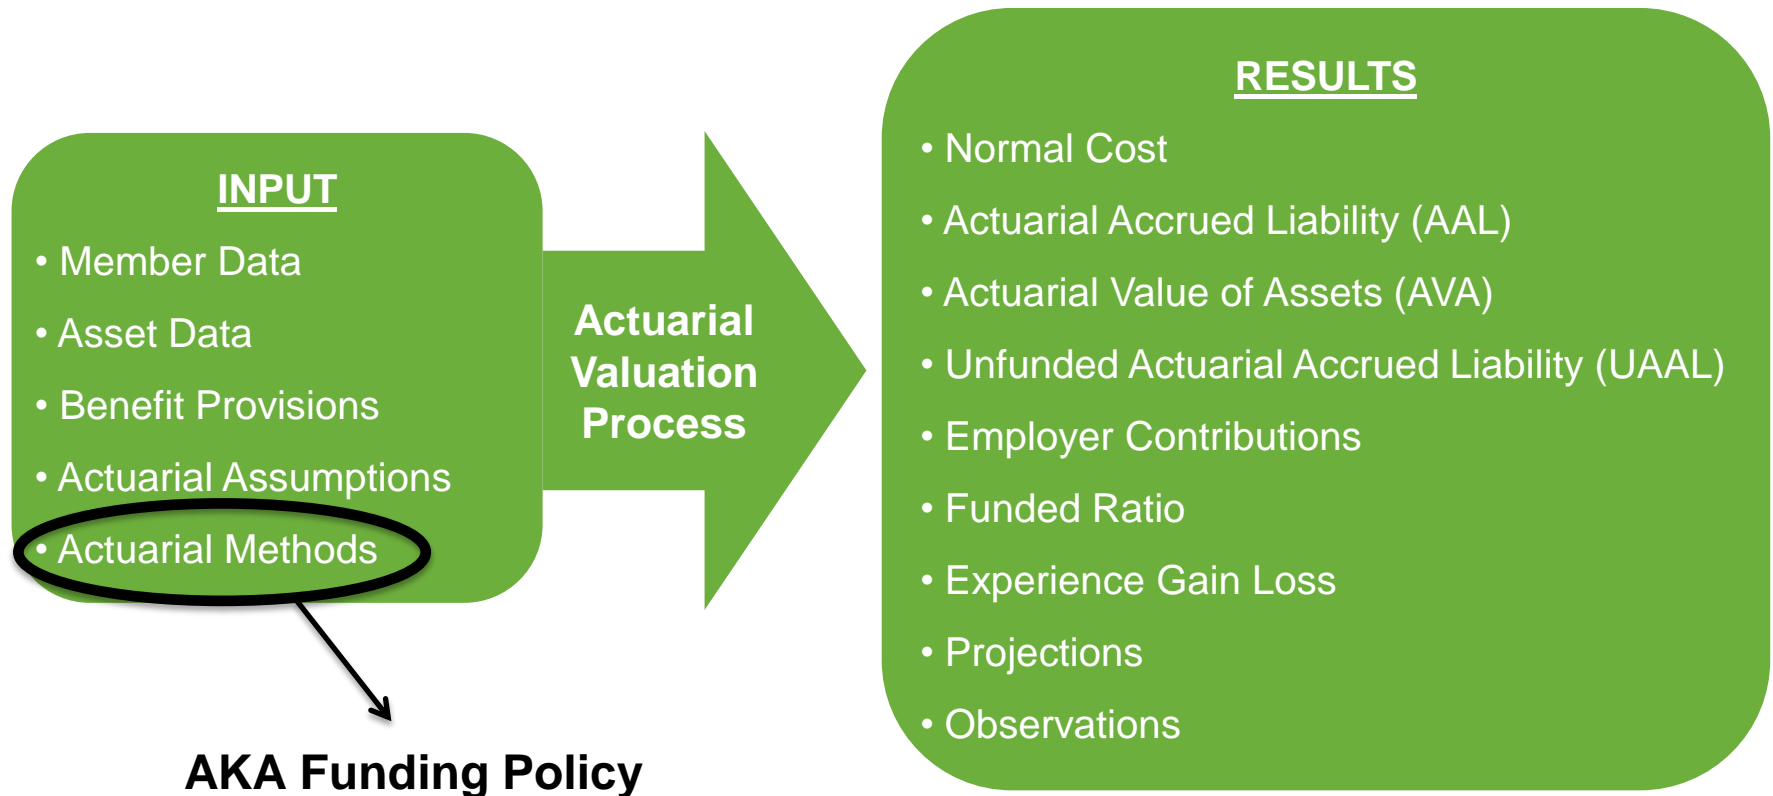 INPUT
• Member Data
• Asset Data
• Benefit Provisions
• Actuarial Assumptions
• Actuarial Methods
AKA Funding Policy
Actuarial
Valuation
Process
RESULTS
• Normal Cost
• Actuarial Accrued Liability (AAL)
• Actuarial Value of Assets (AVA)
• Unfunded Actuarial Accrued Liability (UAAL)
• Employer Contributions
• Funded Ratio
• Experience Gain Loss
• Projections
• Observations